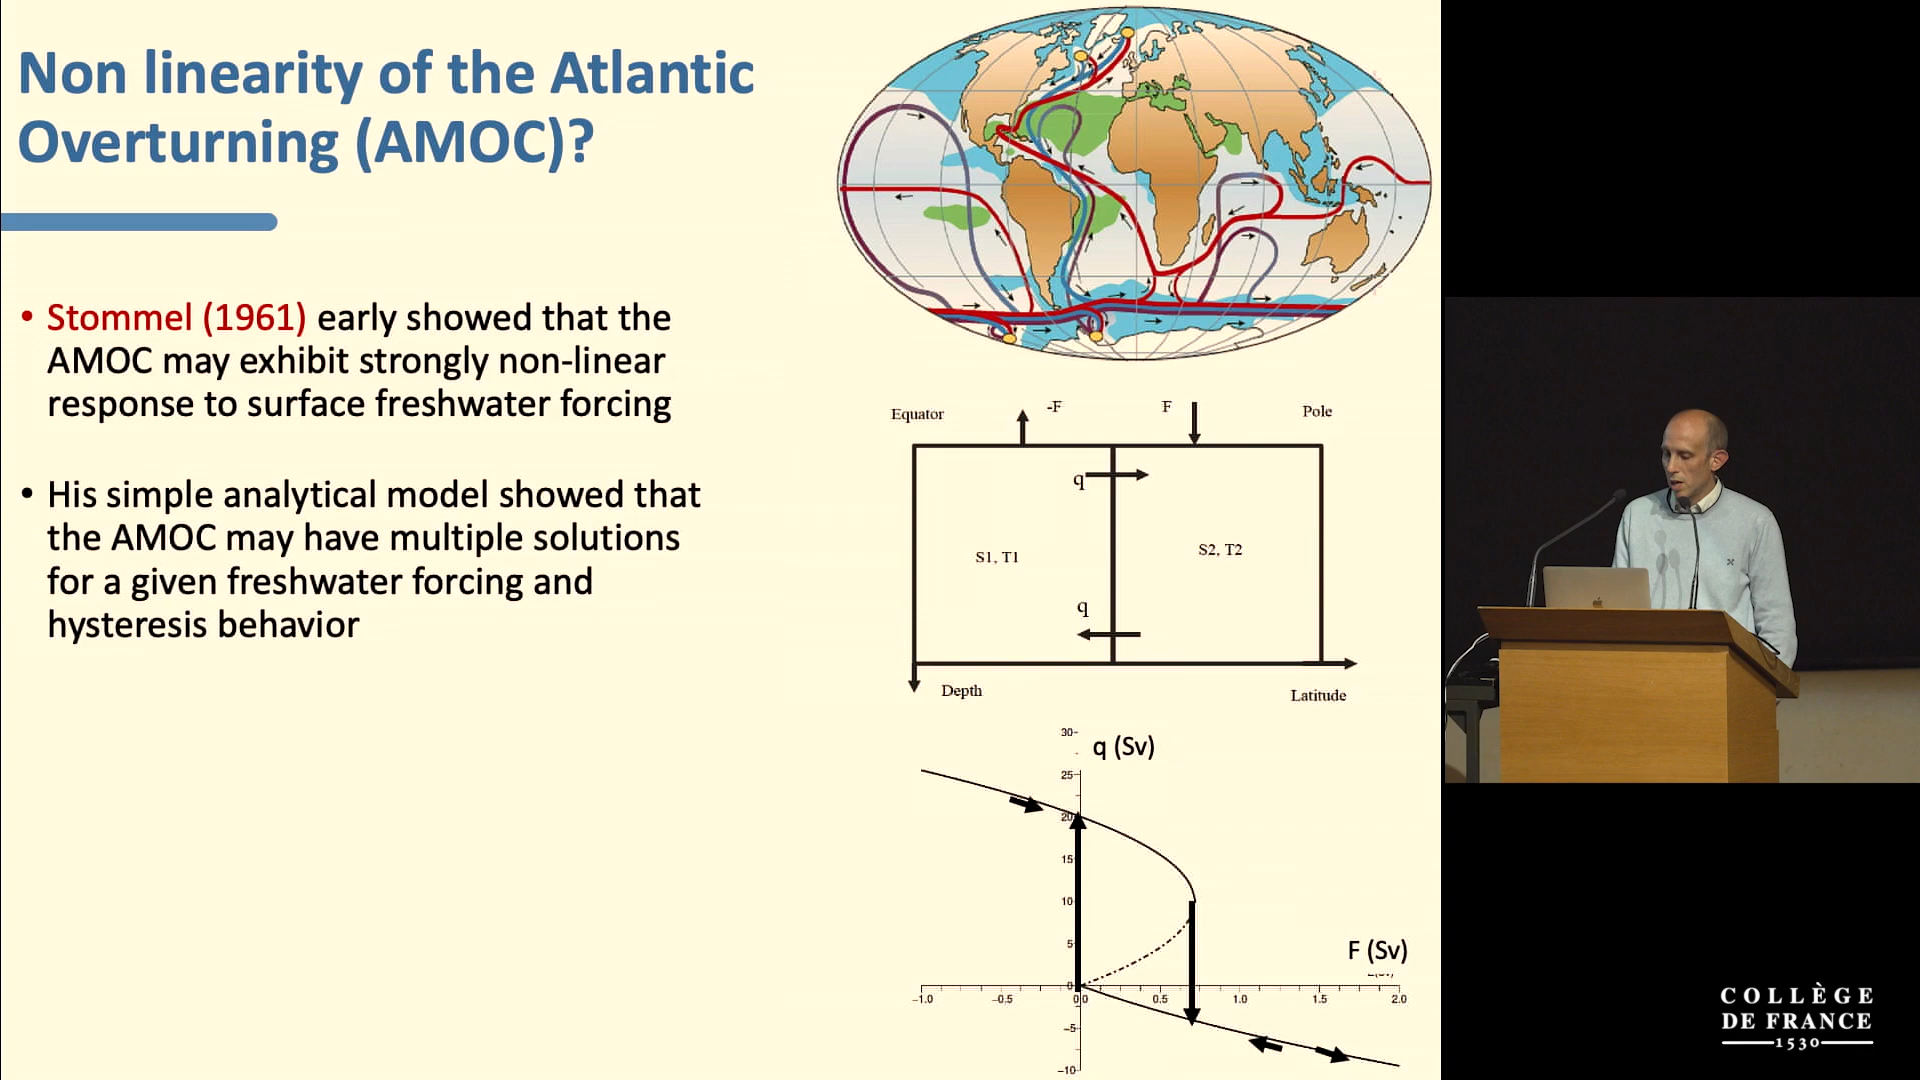 Non linearity of the Atlantic
Overturning (AMOC)?
• Stommel (1961) early showed that the
AMOC may exhibit strongly non-linear
response to surface freshwater forcing
• His simple analytical model showed that
the AMOC may have multiple solutions
for a given freshwater forcing and
hysteresis behavior
Equator
-F
F
Pole
q
S1, T1
S2, T2
q
Depth
Latitude
30
q (Sv)
25
20
15
10
5
F (Sv)
0
-1.0
-0.5
0.0
0.5
1.0
1.5
2.0
-5
-10
COLLÈGE
DE FRANCE
1530